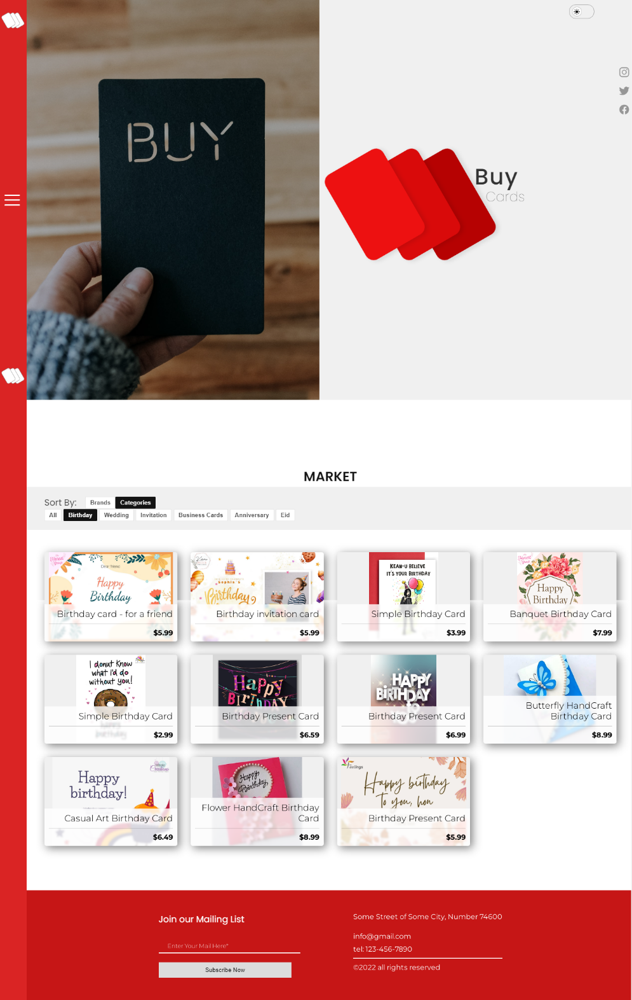 BUY
Buy
Cards
MARKET
Sort By: Brands Categories
All Birthday Wedding Invitation Business Cards Anniversary Eid
Dear friend
Happy
Birthday
Birthday card - for a friend
$5.99
Sophia's
Birthday
Birthday invitation card
$5.99
KEAN-U BELIEVE
IT'S YOUR BIRTHDAY
Simple Birthday Card
$3.99
Happy
Birthday
Banquet Birthday Card
$7.99
I donut know
what I'd do
without you!
happy
birthday
Simple Birthday Card
$2.99
Happy
BIRTHDAY
Birthday Present Card
$6.59
HAPPY
BIRTHDAY
to
Birthday Present Card
$6.99
Butterfly HandCraft
Birthday Card
$8.99
Happy
birthday!
Casual Art Birthday Card
$6.49
Happy
Birthday
Flower HandCraft Birthday
Card
$8.99
Feelings
Happy birthday
to you, hon
Birthday Present Card
$5.99
Join our Mailing List
Enter Your Mail Here*
Subscribe Now
Some Street of Some City, Number 74600
info@gmail.com
tel: 123-456-7890
©2022 all rights reserved